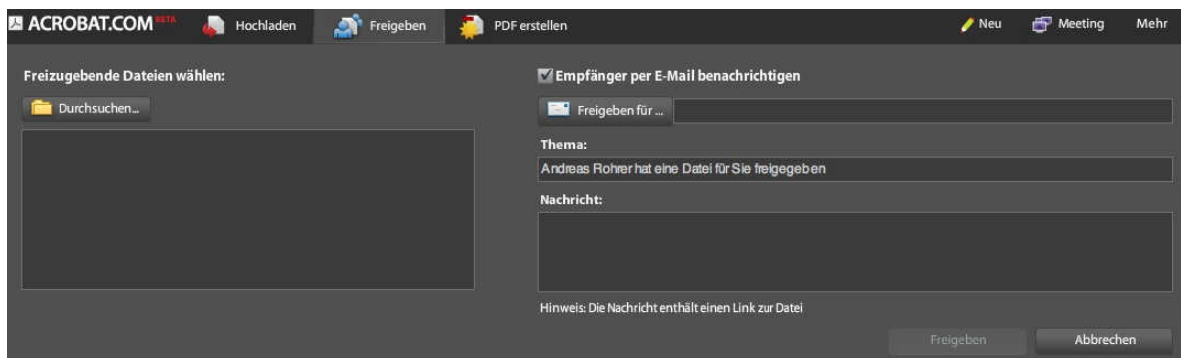 ACROBAT.COM BETA Hochladen Freigeben PDF erstellen Neu Meeting Mehr
Freizugebende Dateien wählen:
Durchsuchen...
Empfänger per E-Mail benachrichtigen
Freigeben für ...
Thema:
Andreas Rohrer hat eine Datei für Sie freigegeben
Nachricht:
Hinweis: Die Nachricht enthält einen Link zur Datei
Freigeben Abbrechen